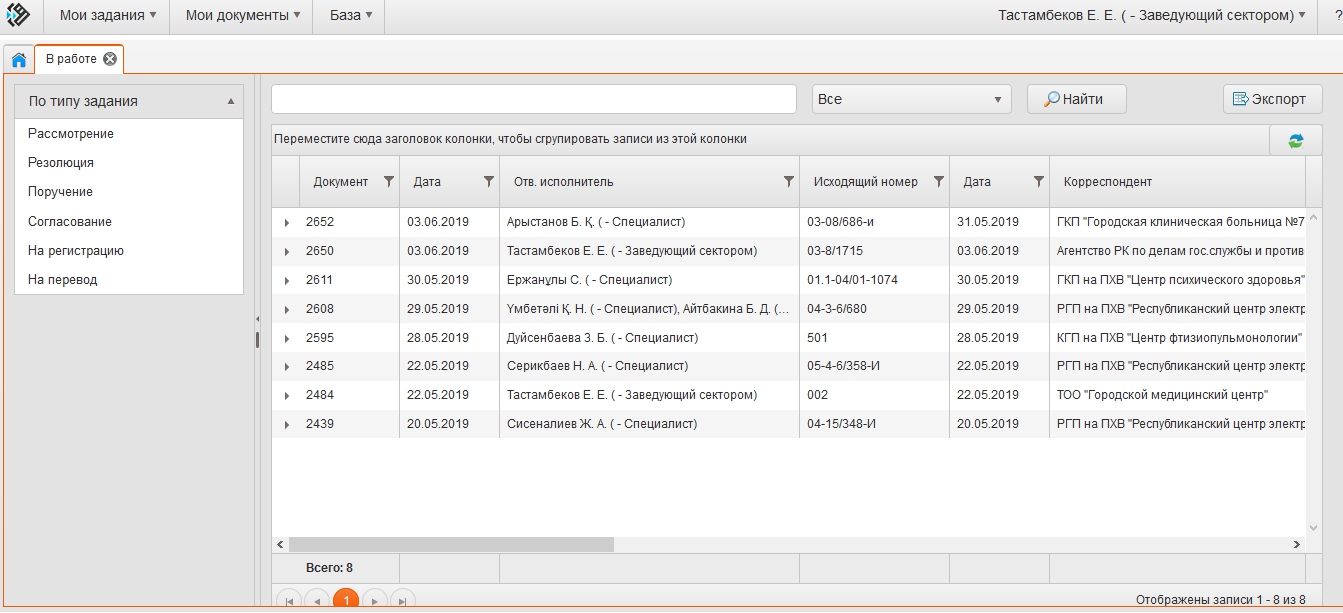 Мои задания Мои документы База Тастамбеков Е. Е. ( - Заведующий сектором) ?
В работе
По типу задания
Рассмотрение
Резолюция
Поручение
Согласование
На регистрацию
На перевод
Все Найти Экспорт
Переместите сюда заголовок колонки, чтобы сгрупировать записи из этой колонки
Документ Дата Отв. исполнитель Исходящий номер Дата Корреспондент
2652 03.06.2019 Арыстанов Б. Қ. ( - Специалист) 03-08/686-и 31.05.2019 ГКП "Городская клиническая больница №7
2650 03.06.2019 Тастамбеков Е. Е. ( - Заведующий сектором) 03-8/1715 03.06.2019 Агентство РК по делам гос.службы и против
2611 30.05.2019 Ержанұлы С. ( - Специалист) 01.1-04/01-1074 30.05.2019 ГКП на ПХВ "Центр психического здоровья"
2608 29.05.2019 Үмбетәлі Қ. Н. ( - Специалист), Айтбакина Б. Д. (... 04-3-6/680 29.05.2019 РГП на ПХВ "Республиканский центр электр
2595 28.05.2019 Дуйсенбаева З. Б. ( - Специалист) 501 28.05.2019 КГП на ПХВ "Центр фтизиопульмонологии"
2485 22.05.2019 Серикбаев Н. А. ( - Специалист) 05-4-6/358-И 22.05.2019 РГП на ПХВ "Республиканский центр электр
2484 22.05.2019 Тастамбеков Е. Е. ( - Заведующий сектором) 002 22.05.2019 ТОО "Городской медицинский центр"
2439 20.05.2019 Сисеналиев Ж. А. ( - Специалист) 04-15/348-И 20.05.2019 РГП на ПХВ "Республиканский центр электр
Всего: 8
1 Отображены записи 1 - 8 из 8